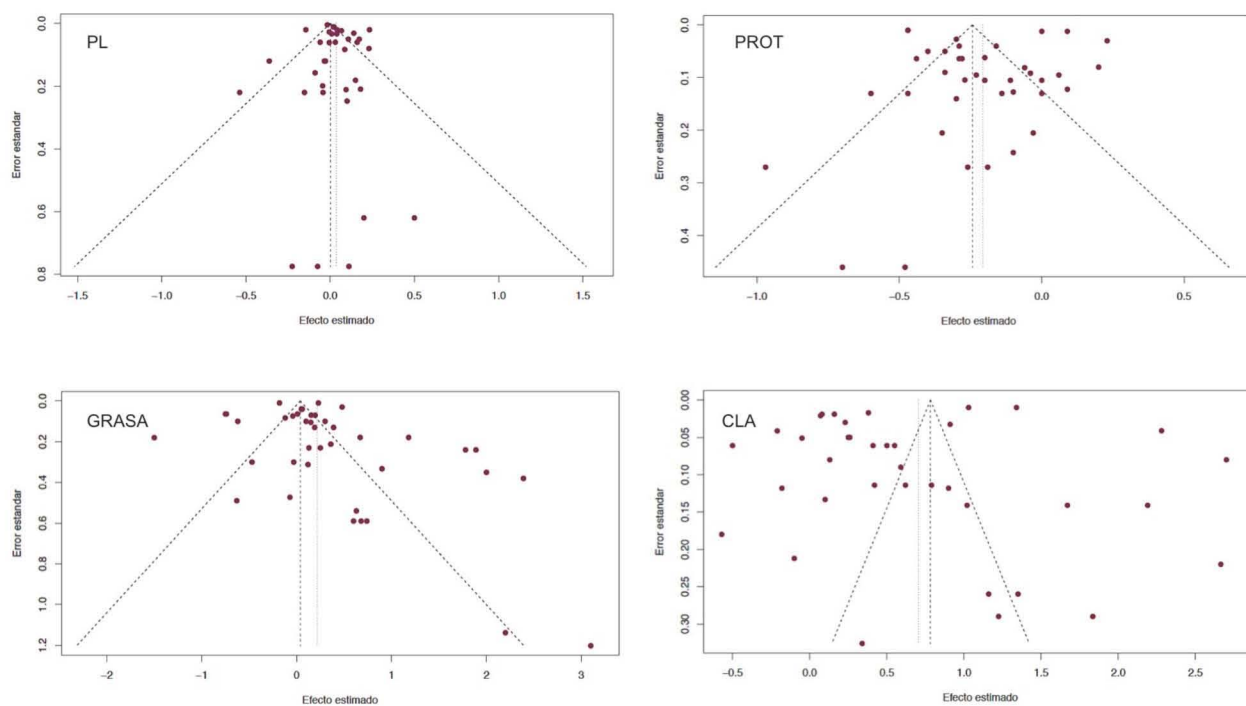 PL
Error estandar
0.0
0.2
0.4
0.6
0.8
−1.5 −1.0 −0.5 0.0 0.5 1.0 1.5
Efecto estimado
PROT
Error estandar
0.0
0.1
0.2
0.3
0.4
−1.0 −0.5 0.0 0.5
Efecto estimado
GRASA
Error estandar
0.0
0.2
0.4
0.6
0.8
1.0
1.2
−2 −1 0 1 2 3
Efecto estimado
CLA
Error estandar
0.00
0.05
0.10
0.15
0.20
0.25
0.30
−0.5 0.0 0.5 1.0 1.5 2.0 2.5
Efecto estimado